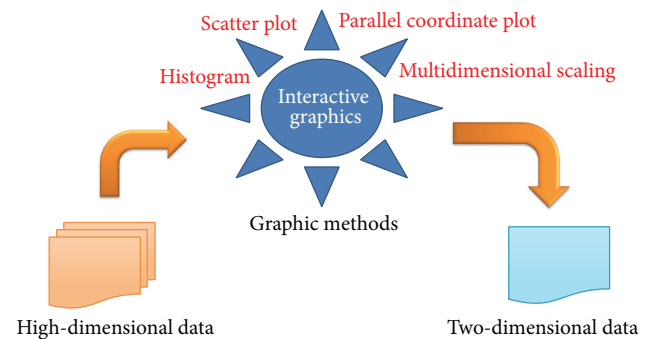 Scatter plot
Parallel coordinate plot
Histogram
Multidimensional scaling
Interactive
graphics
Graphic methods
High-dimensional data
Two-dimensional data